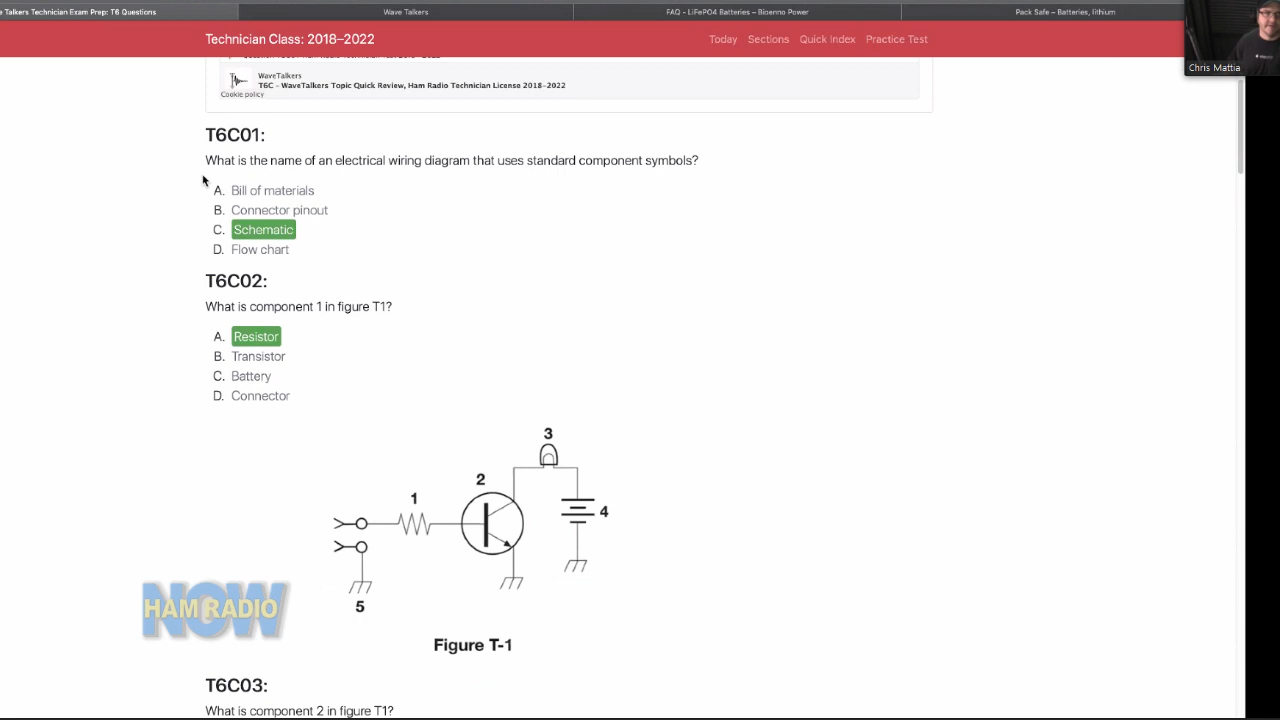 e Talkers Technician Exam Prep: T6 Questions
Wave Talkers
FAQ - LiFePO4 Batteries – Bioenno Power
Pack Safe – Batteries, lithium
Technician Class: 2018–2022
Today
Sections
Quick Index
Practice Test
Chris Mattia
WaveTalkers
T6C - WaveTalkers Topic Quick Review, Ham Radio Technician License 2018-2022
Cookie policy
T6C01:
What is the name of an electrical wiring diagram that uses standard component symbols?
A. Bill of materials
B. Connector pinout
C. Schematic
D. Flow chart
T6C02:
What is component 1 in figure T1?
A. Resistor
B. Transistor
C. Battery
D. Connector
3
2
1
4
5
HAM RADIO
NOW
Figure T-1
T6C03:
What is component 2 in figure T1?